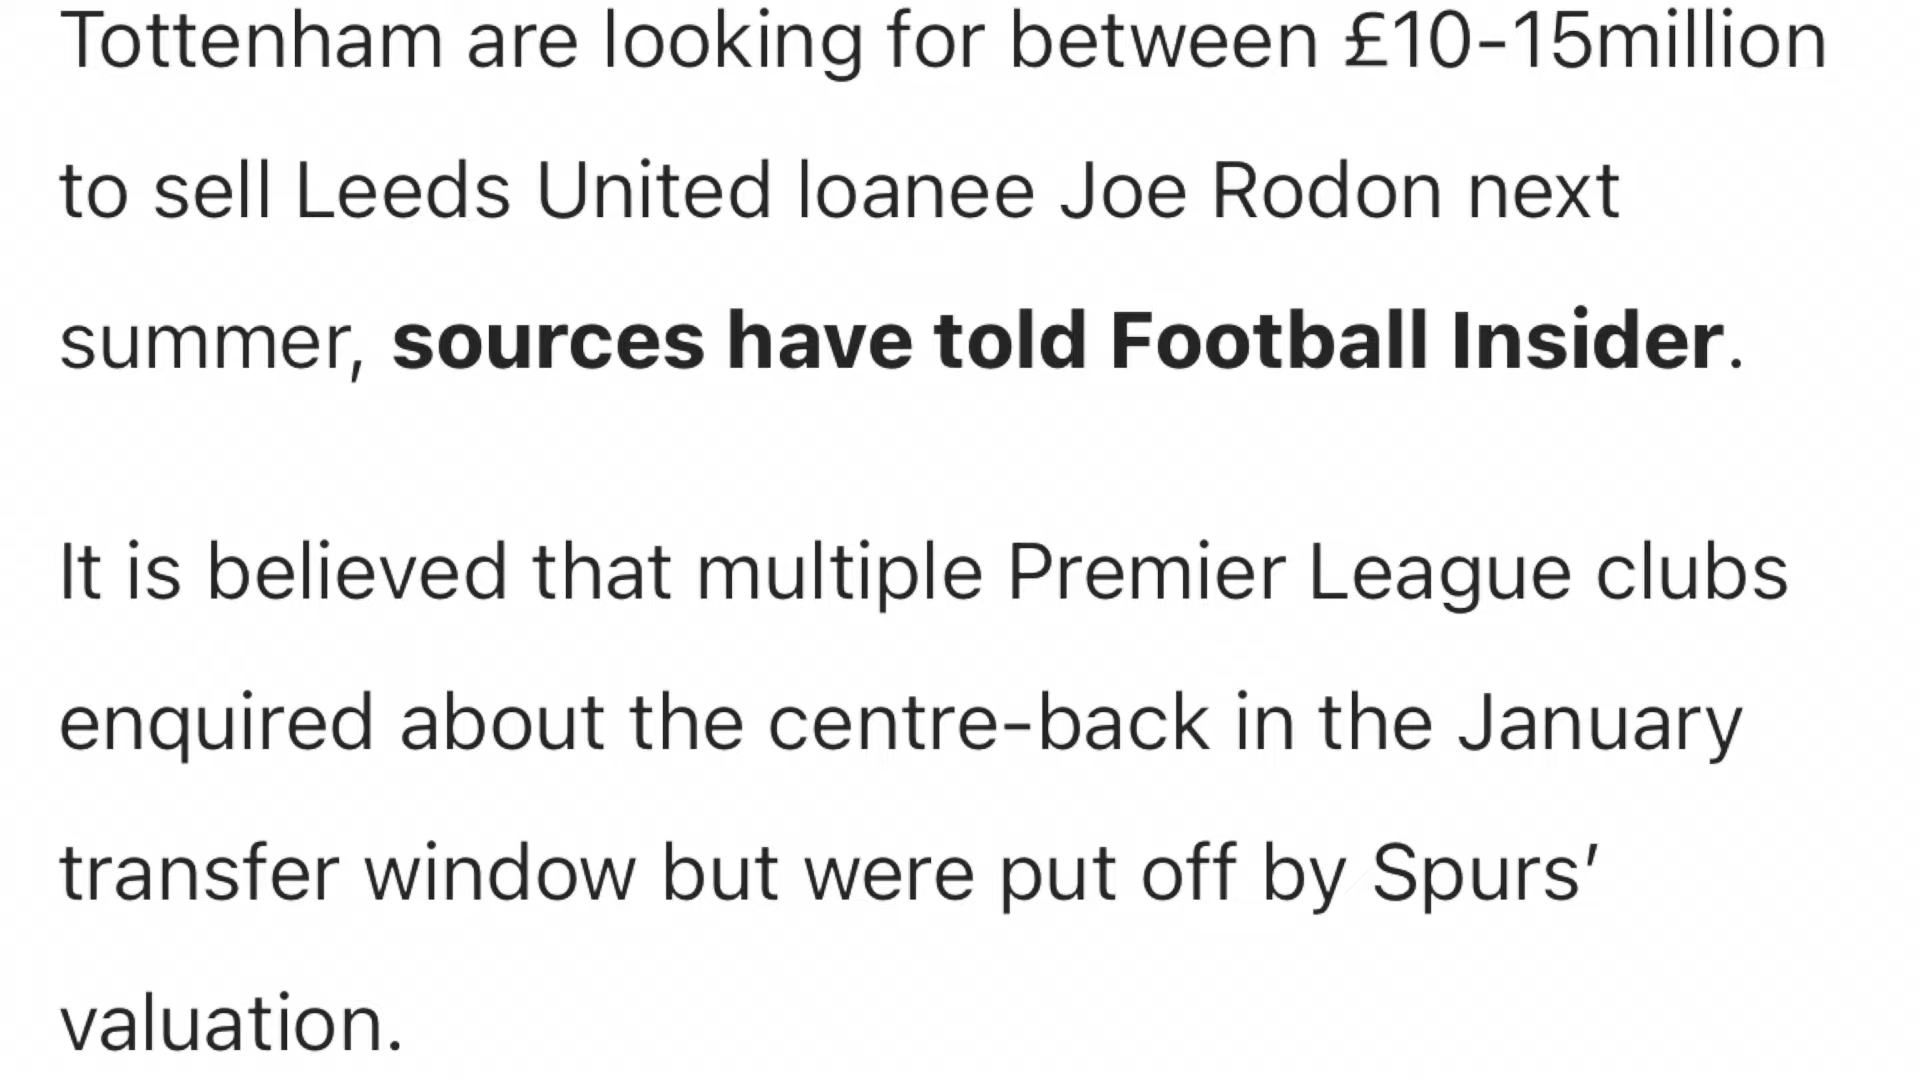 Tottenham are looking for between £10-15million
to sell Leeds United loanee Joe Rodon next
summer, sources have told Football Insider.
It is believed that multiple Premier League clubs
enquired about the centre-back in the January
transfer window but were put off by Spurs’
valuation.